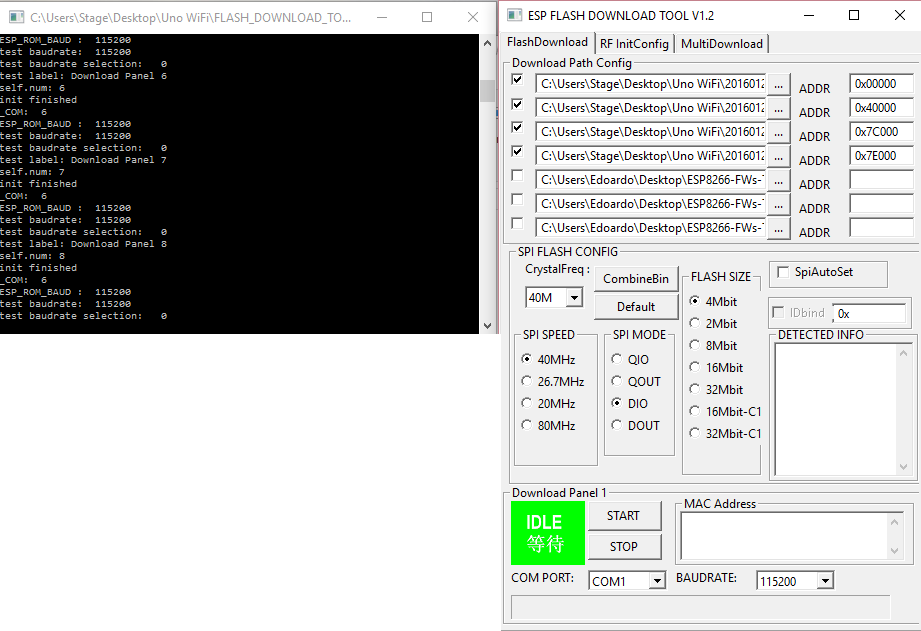 C:\Users\Stage\Desktop\Uno WiFi\FLASH_DOWNLOAD_TO...
ESP_ROM_BAUD :  115200
test baudrate:  115200
test baudrate selection:   0
test label: Download Panel 6
self.num: 6
init finished
_COM:  6
ESP_ROM_BAUD :  115200
test baudrate:  115200
test baudrate selection:   0
test label: Download Panel 7
self.num: 7
init finished
_COM:  6
ESP_ROM_BAUD :  115200
test baudrate:  115200
test baudrate selection:   0
test label: Download Panel 8
self.num: 8
init finished
_COM:  6
ESP_ROM_BAUD :  115200
test baudrate:  115200
test baudrate selection:   0
ESP FLASH DOWNLOAD TOOL V1.2
FlashDownload RF InitConfig MultiDownload
Download Path Config
C:\Users\Stage\Desktop\Uno WiFi\201601 ... ADDR 0x00000
C:\Users\Stage\Desktop\Uno WiFi\201601 ... ADDR 0x40000
C:\Users\Stage\Desktop\Uno WiFi\201601 ... ADDR 0x7C000
C:\Users\Stage\Desktop\Uno WiFi\201601 ... ADDR 0x7E000
C:\Users\Edoardo\Desktop\ESP8266-FWs- ... ADDR
C:\Users\Edoardo\Desktop\ESP8266-FWs- ... ADDR
C:\Users\Edoardo\Desktop\ESP8266-FWs- ... ADDR
SPI FLASH CONFIG
CrystalFreq :
40M
CombineBin
Default
SPI SPEED
40MHz
26.7MHz
20MHz
80MHz
SPI MODE
QIO
QOUT
DIO
DOUT
FLASH SIZE
4Mbit
2Mbit
8Mbit
16Mbit
32Mbit
16Mbit-C1
32Mbit-C1
SpiAutoSet
IDbind 0x
DETECTED INFO
Download Panel 1
IDLE
等待
START
STOP
MAC Address
COM PORT: COM1 BAUDRATE: 115200